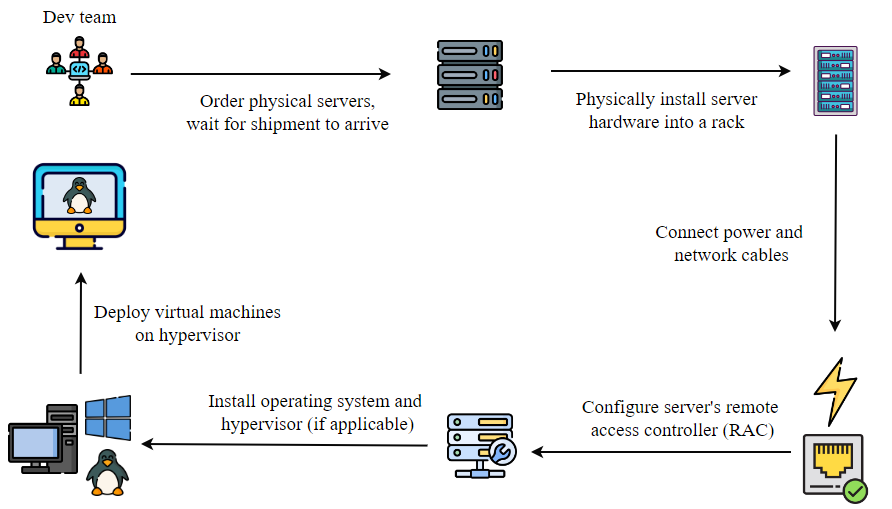 Dev team
Order physical servers,
wait for shipment to arrive
Physically install server
hardware into a rack
Connect power and
network cables
Configure server's remote
access controller (RAC)
Install operating system and
hypervisor (if applicable)
Deploy virtual machines
on hypervisor